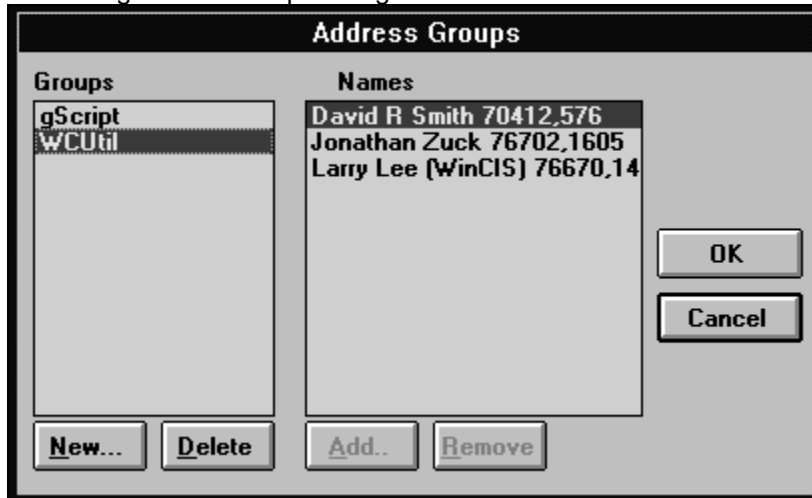 Address Groups
Groups Names
gScript
WCUtil
David R Smith 70412,576
Jonathan Zuck 76702,1605
Larry Lee (WinCIS) 76670,14
OK
Cancel
New... Delete Add.. Remove